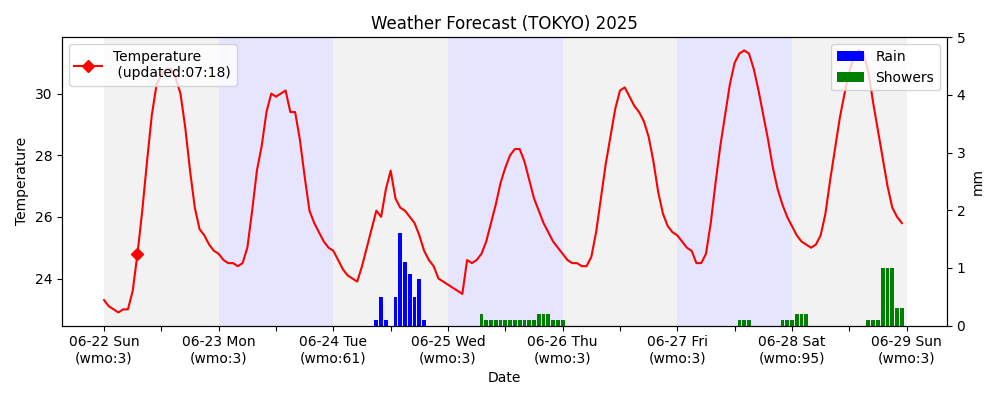 Weather Forecast (TOKYO) 2025
Temperature
(updated:07:18)
Rain
Showers
Temperature
30
28
26
24
5
4
3
2
1
0
mm
06-22 Sun
(wmo:3)
06-23 Mon
(wmo:3)
06-24 Tue
(wmo:61)
06-25 Wed
(wmo:3)
06-26 Thu
(wmo:3)
06-27 Fri
(wmo:3)
06-28 Sat
(wmo:95)
06-29 Sun
(wmo:3)
Date